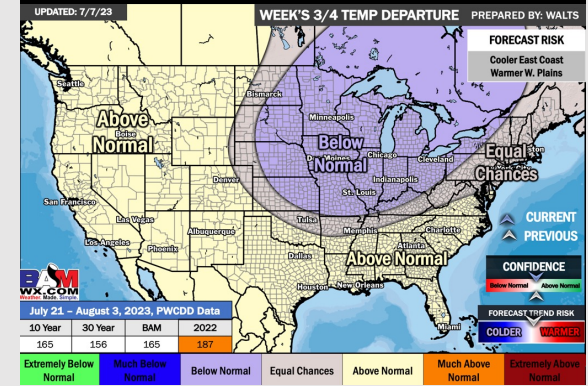 UPDATED: 7/7/23
WEEK'S 3/4 TEMP DEPARTURE
PREPARED BY: WALTS
FORECAST RISK
Cooler East Coast
Warmer W. Plains
Seattle
Bismarck
Above
Normal
Boise
Minneapolis
Below
Normal
Chicago
Cleveland
Equal
Chances
Indianapolis
Denver
St. Louis
San Francisco
Las Vegas
Tulsa
Memphis
Charlotte
Los Angeles
Albuquerque
Phoenix
Atlanta
Dallas
Above Normal
Houston
New Orleans
Miami
CURRENT
PREVIOUS
CONFIDENCE
Below Normal
Above Normal
FORECAST TREND RISK
COLDER
WARMER
BAM
WX.COM
Weather. Made. Simple.
July 21 – August 3, 2023, PWCDD Data
10 Year 30 Year BAM 2022
165 156 165 187
Extremely Below
Normal
Much Below
Normal
Below Normal
Equal Chances
Above Normal
Much Above
Normal
Extremely Above
Normal